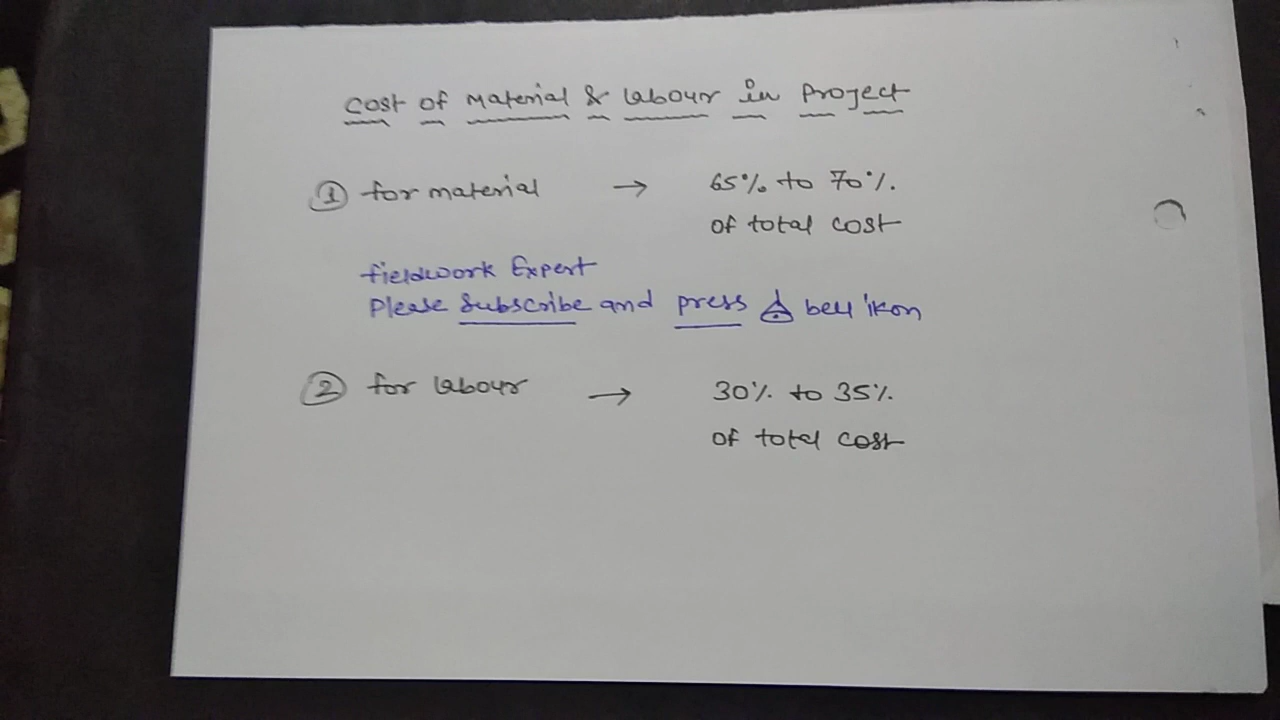 Cost of material & labour in Project
① for material → 65% to 70%.
of total cost
fieldwork Expert
Please Subscribe and press bell ikon
② for labour → 30% to 35%.
of total cost